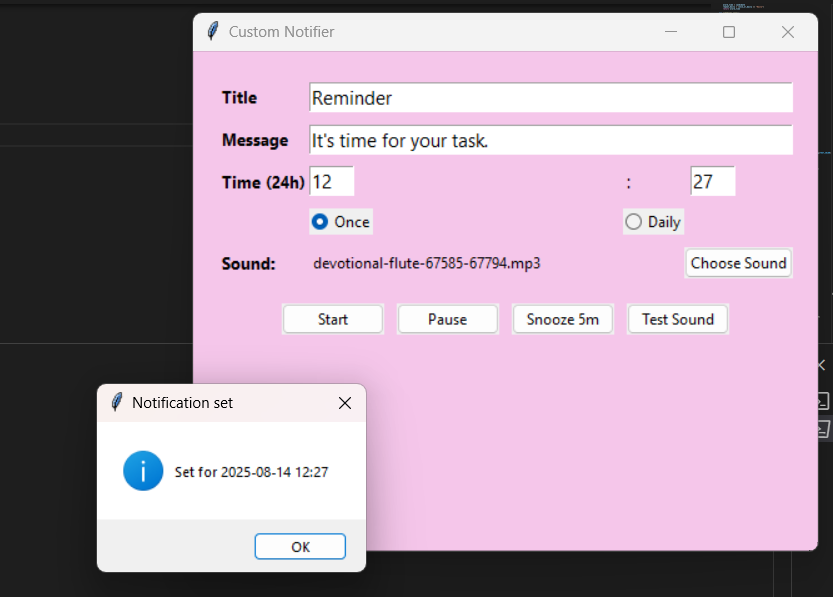 Custom Notifier
Title Reminder
Message It's time for your task.
Time (24h) 12 : 27
Once Daily
Sound: devotional-flute-67585-67794.mp3 Choose Sound
Start Pause Snooze 5m Test Sound
Notification set
Set for 2025-08-14 12:27
OK